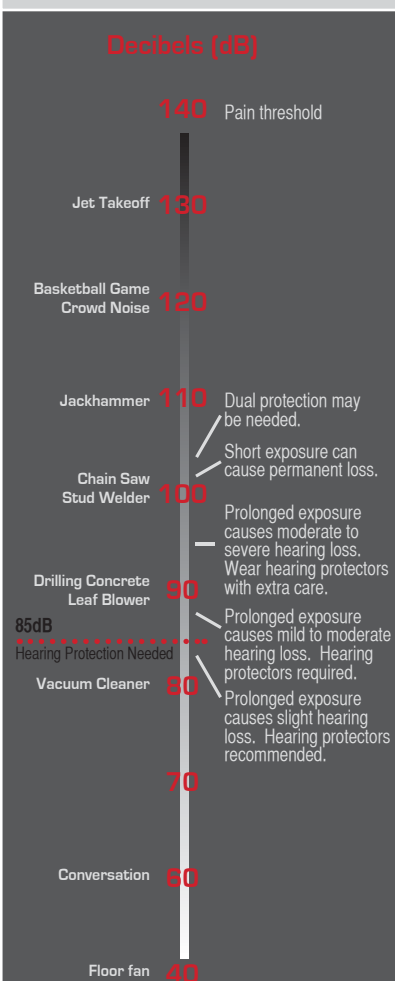 Decibels (dB)
140 Pain threshold
Jet Takeoff 130
Basketball Game
Crowd Noise 120
Jackhammer 110
Dual protection may
be needed.
Short exposure can
cause permanent loss.
Chain Saw
Stud Welder 100
Prolonged exposure
causes moderate to
severe hearing loss.
Wear hearing protectors
with extra care.
Drilling Concrete
Leaf Blower 90
Prolonged exposure
causes mild to moderate
hearing loss. Hearing
protectors required.
85dB
Hearing Protection Needed
Vacuum Cleaner 80
Prolonged exposure
causes slight hearing
loss. Hearing protectors
recommended.
70
Conversation 60
Floor fan 40